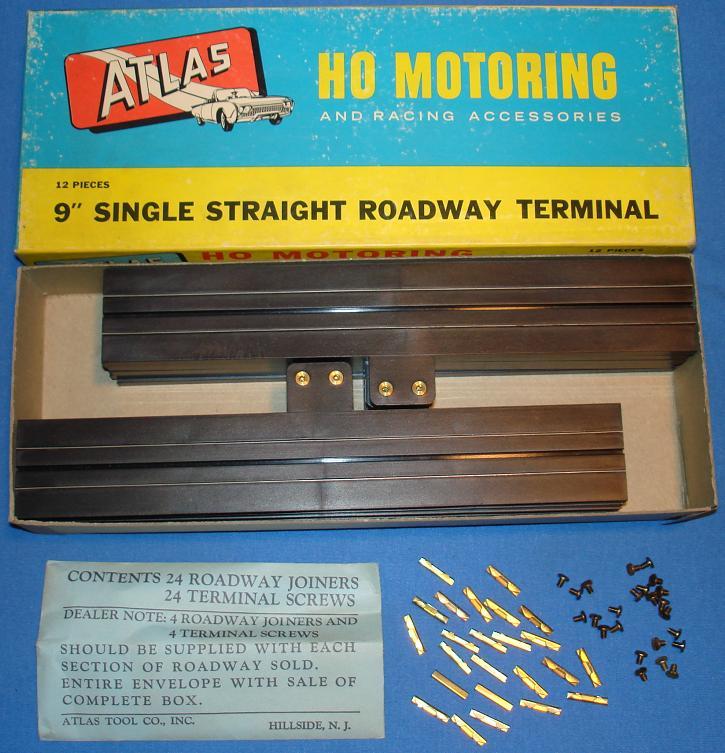 ATLAS
HO MOTORING
AND RACING ACCESSORIES
12 PIECES
9" SINGLE STRAIGHT ROADWAY TERMINAL
ATLAS
HO MOTORING
12 PIECES
CONTENTS 24 ROADWAY JOINERS
24 TERMINAL SCREWS
DEALER NOTE: 4 ROADWAY JOINERS AND
4 TERMINAL SCREWS
SHOULD BE SUPPLIED WITH EACH
SECTION OF ROADWAY SOLD.
ENTIRE ENVELOPE WITH SALE OF
COMPLETE BOX.
ATLAS TOOL CO., INC. HILLSIDE, N. J.